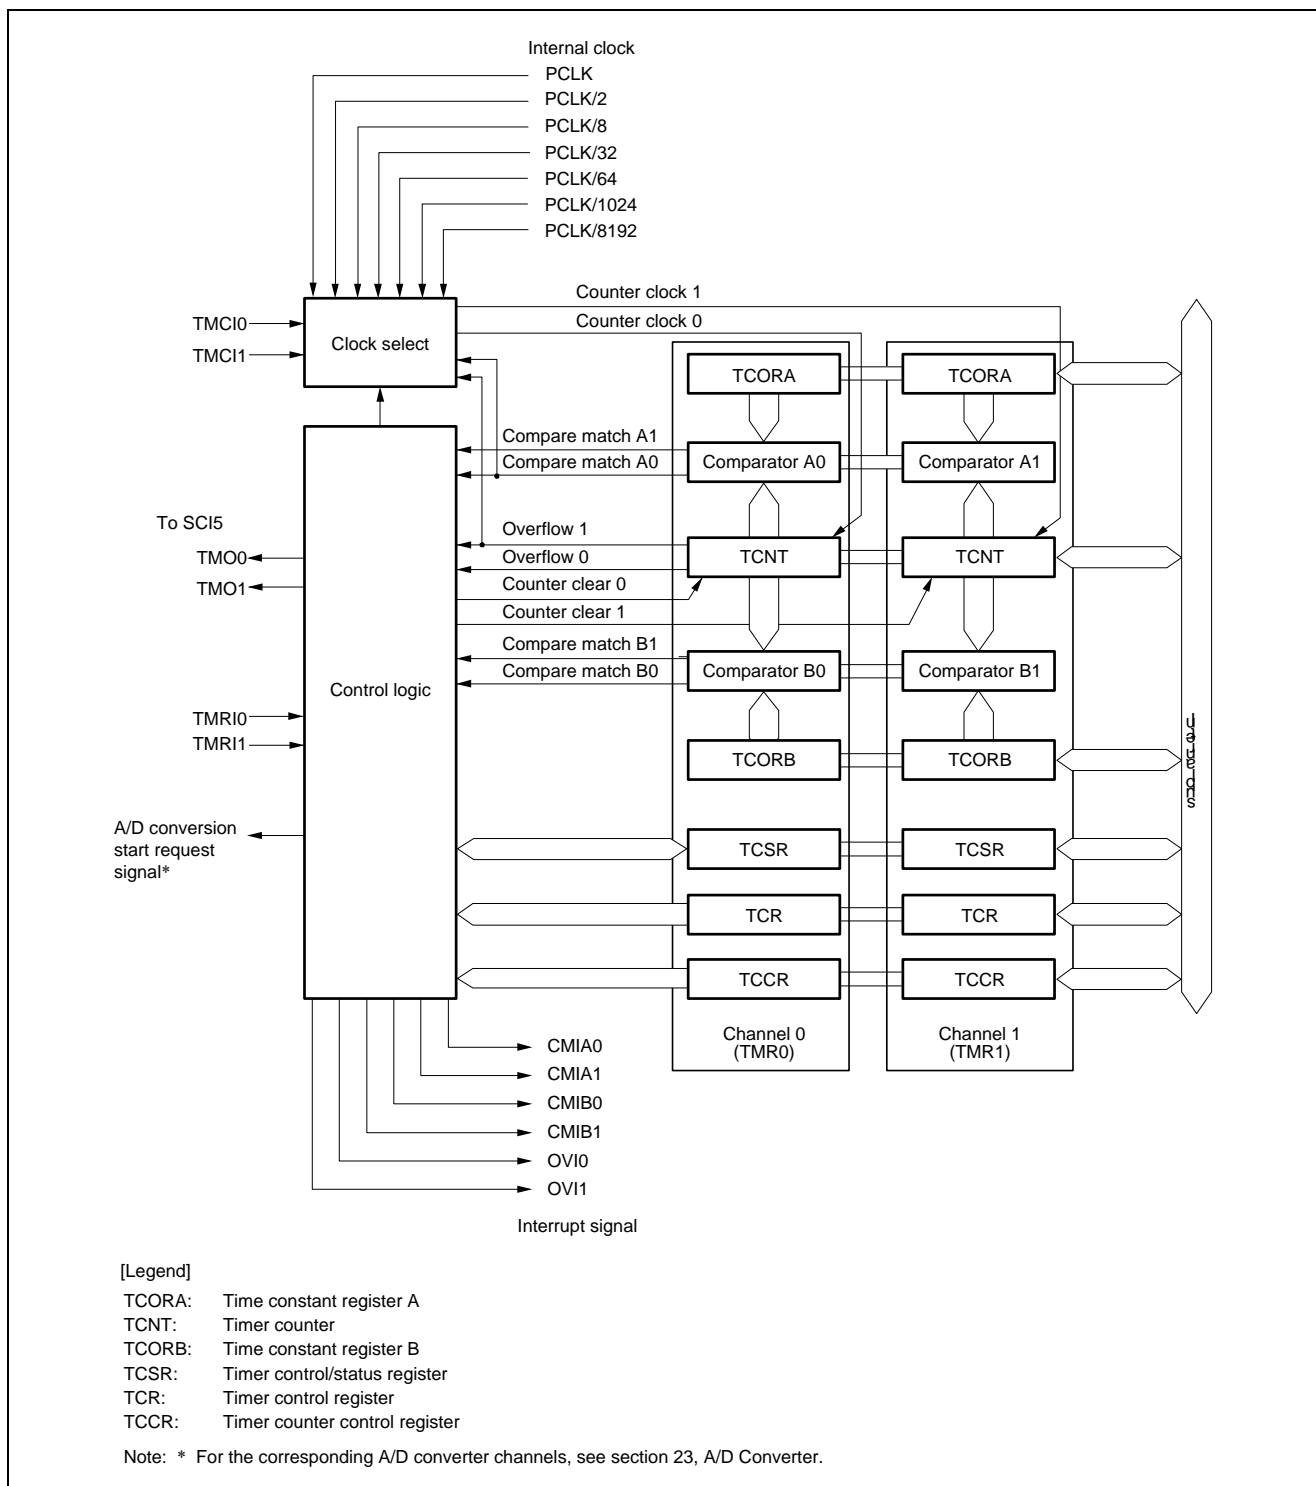 Internal clock
PCLK
PCLK/2
PCLK/8
PCLK/32
PCLK/64
PCLK/1024
PCLK/8192
Counter clock 1
Counter clock 0
TMCI0
TMCI1
Clock select
TCORA
TCORA
Compare match A1
Compare match A0
Comparator A0
Comparator A1
To SCI5
TMO0
TMO1
Overflow 1
Overflow 0
Counter clear 0
Counter clear 1
TCNT
TCNT
Compare match B1
Compare match B0
Comparator B0
Comparator B1
Control logic
TMRI0
TMRI1
TCORB
TCORB
A/D conversion
start request
signal*
TCSR
TCSR
TCR
TCR
TCCR
TCCR
Channel 0
(TMR0)
Channel 1
(TMR1)
CMIA0
CMIA1
CMIB0
CMIB1
OVI0
OVI1
Interrupt signal
[Legend]
TCORA: Time constant register A
TCNT: Timer counter
TCORB: Time constant register B
TCSR: Timer control/status register
TCR: Timer control register
TCCR: Timer counter control register
Note: * For the corresponding A/D converter channels, see section 23, A/D Converter.